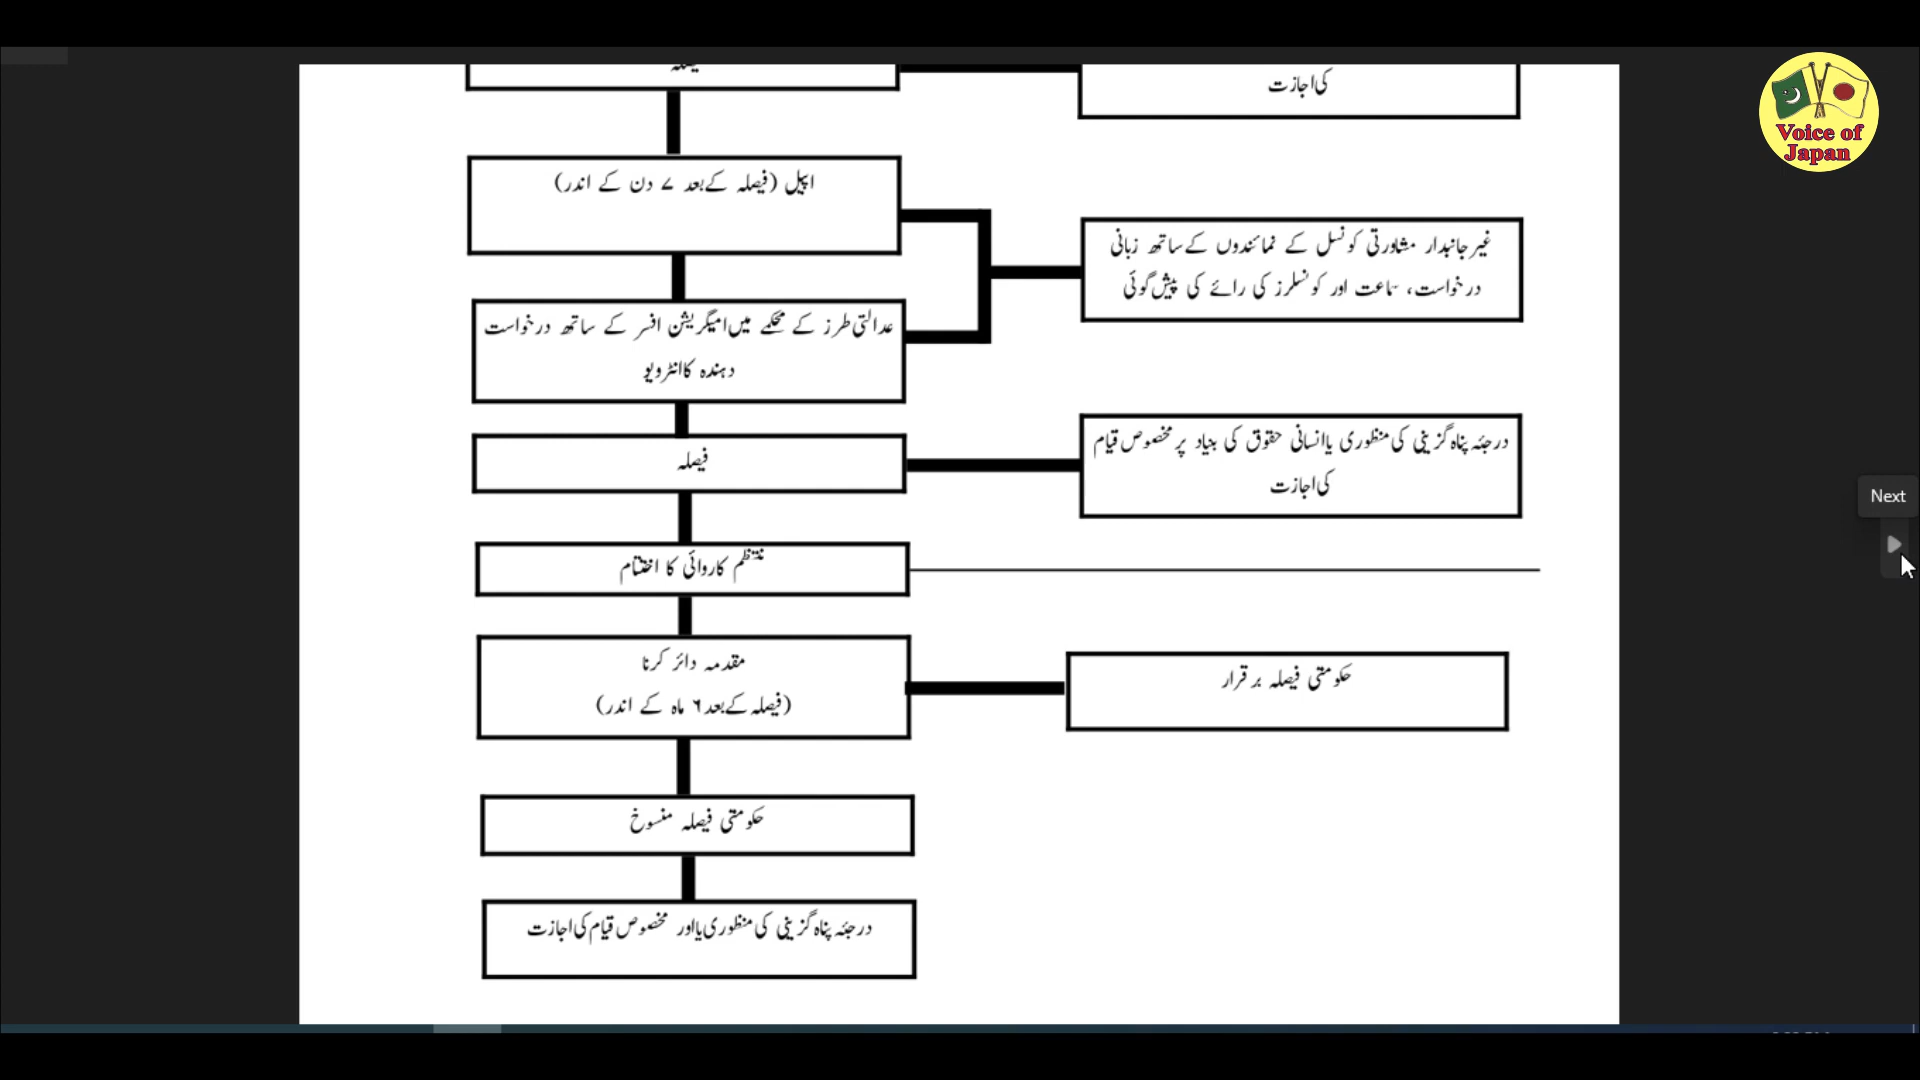 فیصلہ
کی اجازت
Voice of
Japan
اپیل (فیصلہ کے بعد ۷ دن کے اندر)
غیر جانبدار مشاورتی کونسل کے نمائندوں کے ساتھ زبانی
درخواست، سماعت اور کونسلرز کی رائے کی پیش گوئی
عدالتی طرز کے محکمے میں امیگریشن افسر کے ساتھ درخواست
دہندہ کا انٹرویو
فیصلہ
درجئہ پناہ گزینی کی منظوری یا انسانی حقوق کی بنیاد پر مخصوص قیام
کی اجازت
Next
منتظم کاروائی کا اختتام
مقدمہ دائر کرنا
(فیصلہ کے بعد ۶ ماہ کے اندر)
حکومتی فیصلہ برقرار
حکومتی فیصلہ منسوخ
درجئہ پناہ گزینی کی منظوری یا اور مخصوص قیام کی اجازت